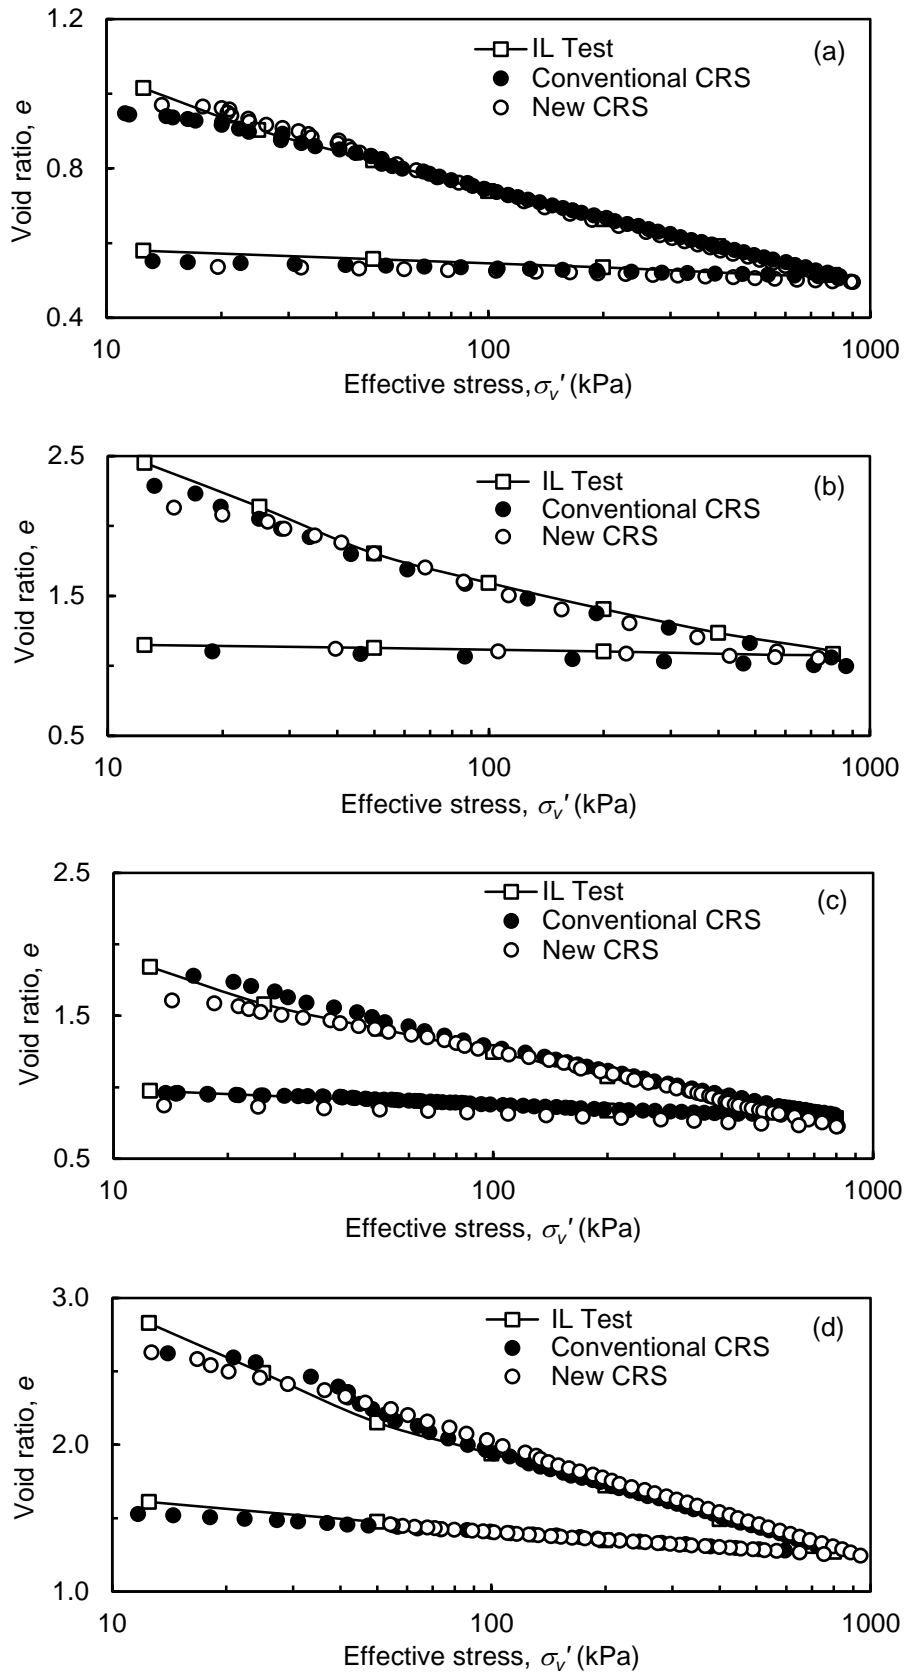 1.2
IL Test
(a)
Conventional CRS
New CRS
Void ratio, e
0.8
0.4
10
100
1000
Effective stress, σv' (kPa)
2.5
IL Test
(b)
Conventional CRS
New CRS
Void ratio, e
1.5
0.5
10
100
1000
Effective stress, σv' (kPa)
2.5
IL Test
(c)
Conventional CRS
New CRS
Void ratio, e
1.5
0.5
10
100
1000
Effective stress, σv' (kPa)
3.0
IL Test
(d)
Conventional CRS
New CRS
Void ratio, e
2.0
1.0
10
100
1000
Effective stress, σv' (kPa)